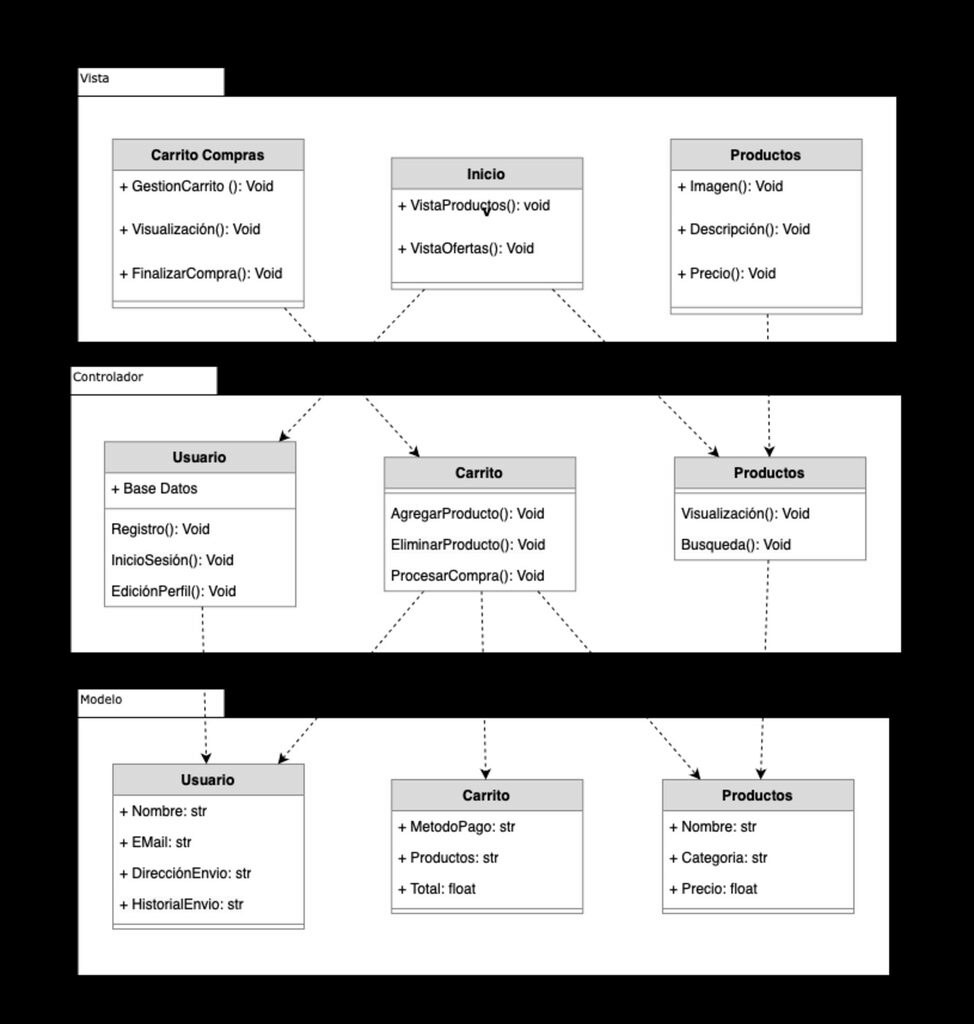 Vista
Carrito Compras
+ GestionCarrito (): Void
+ Visualización(): Void
+ FinalizarCompra(): Void
Inicio
+ VistaProductos(): void
+ VistaOfertas(): Void
Productos
+ Imagen(): Void
+ Descripción(): Void
+ Precio(): Void
Controlador
Usuario
+ Base Datos
Registro(): Void
InicioSesión(): Void
EdiciónPerfil(): Void
Carrito
AgregarProducto(): Void
EliminarProducto(): Void
ProcesarCompra(): Void
Productos
Visualización(): Void
Busqueda(): Void
Modelo
Usuario
+ Nombre: str
+ EMail: str
+ DirecciónEnvio: str
+ HistorialEnvio: str
Carrito
+ MetodoPago: str
+ Productos: str
+ Total: float
Productos
+ Nombre: str
+ Categoria: str
+ Precio: float